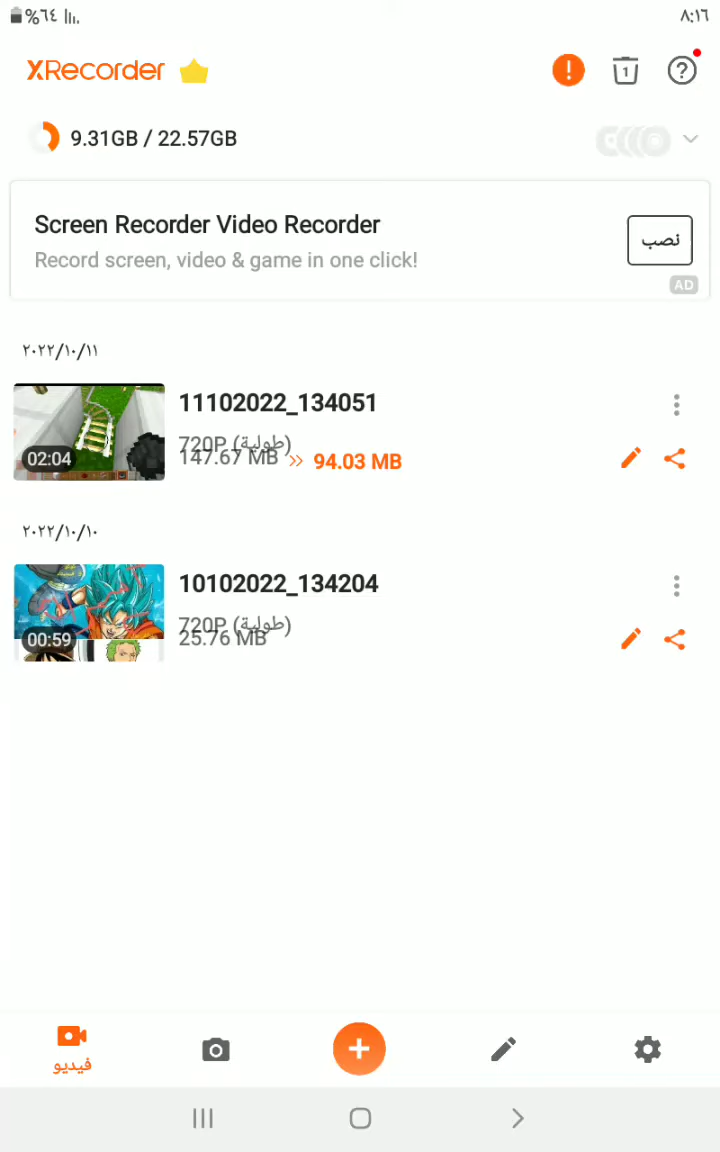 %٦٤
٨:١٦
XRecorder
1
9.31GB / 22.57GB
Screen Recorder Video Recorder
Record screen, video & game in one click!
نصب
AD
٢٠٢٢/١٠/١١
11102022_134051
720P (طولية)
147.67 MB » 94.03 MB
02:04
٢٠٢٢/١٠/١٠
10102022_134204
720P (طولية)
25.76 MB
00:59
فيديو